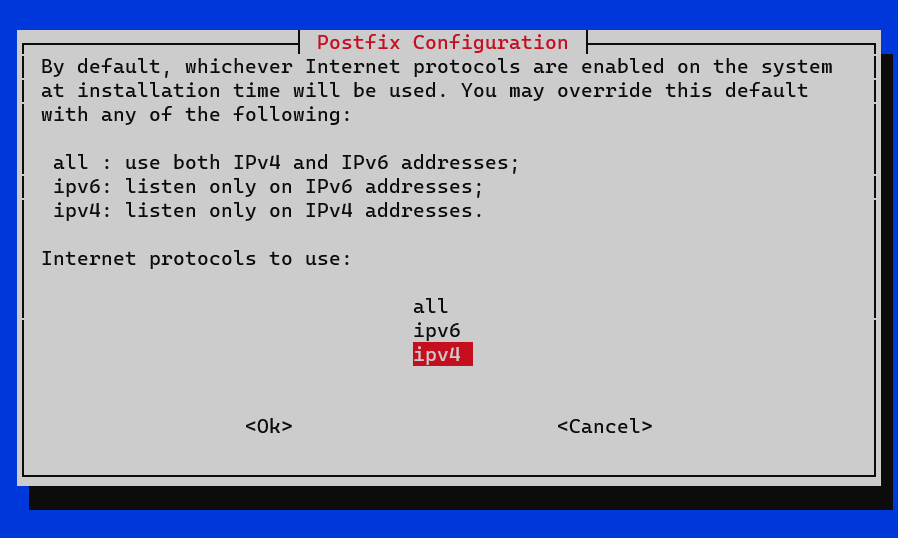 Postfix Configuration
By default, whichever Internet protocols are enabled on the system
at installation time will be used. You may override this default
with any of the following:
all : use both IPv4 and IPv6 addresses;
ipv6: listen only on IPv6 addresses;
ipv4: listen only on IPv4 addresses.
Internet protocols to use:
all
ipv6
ipv4
<Ok> <Cancel>